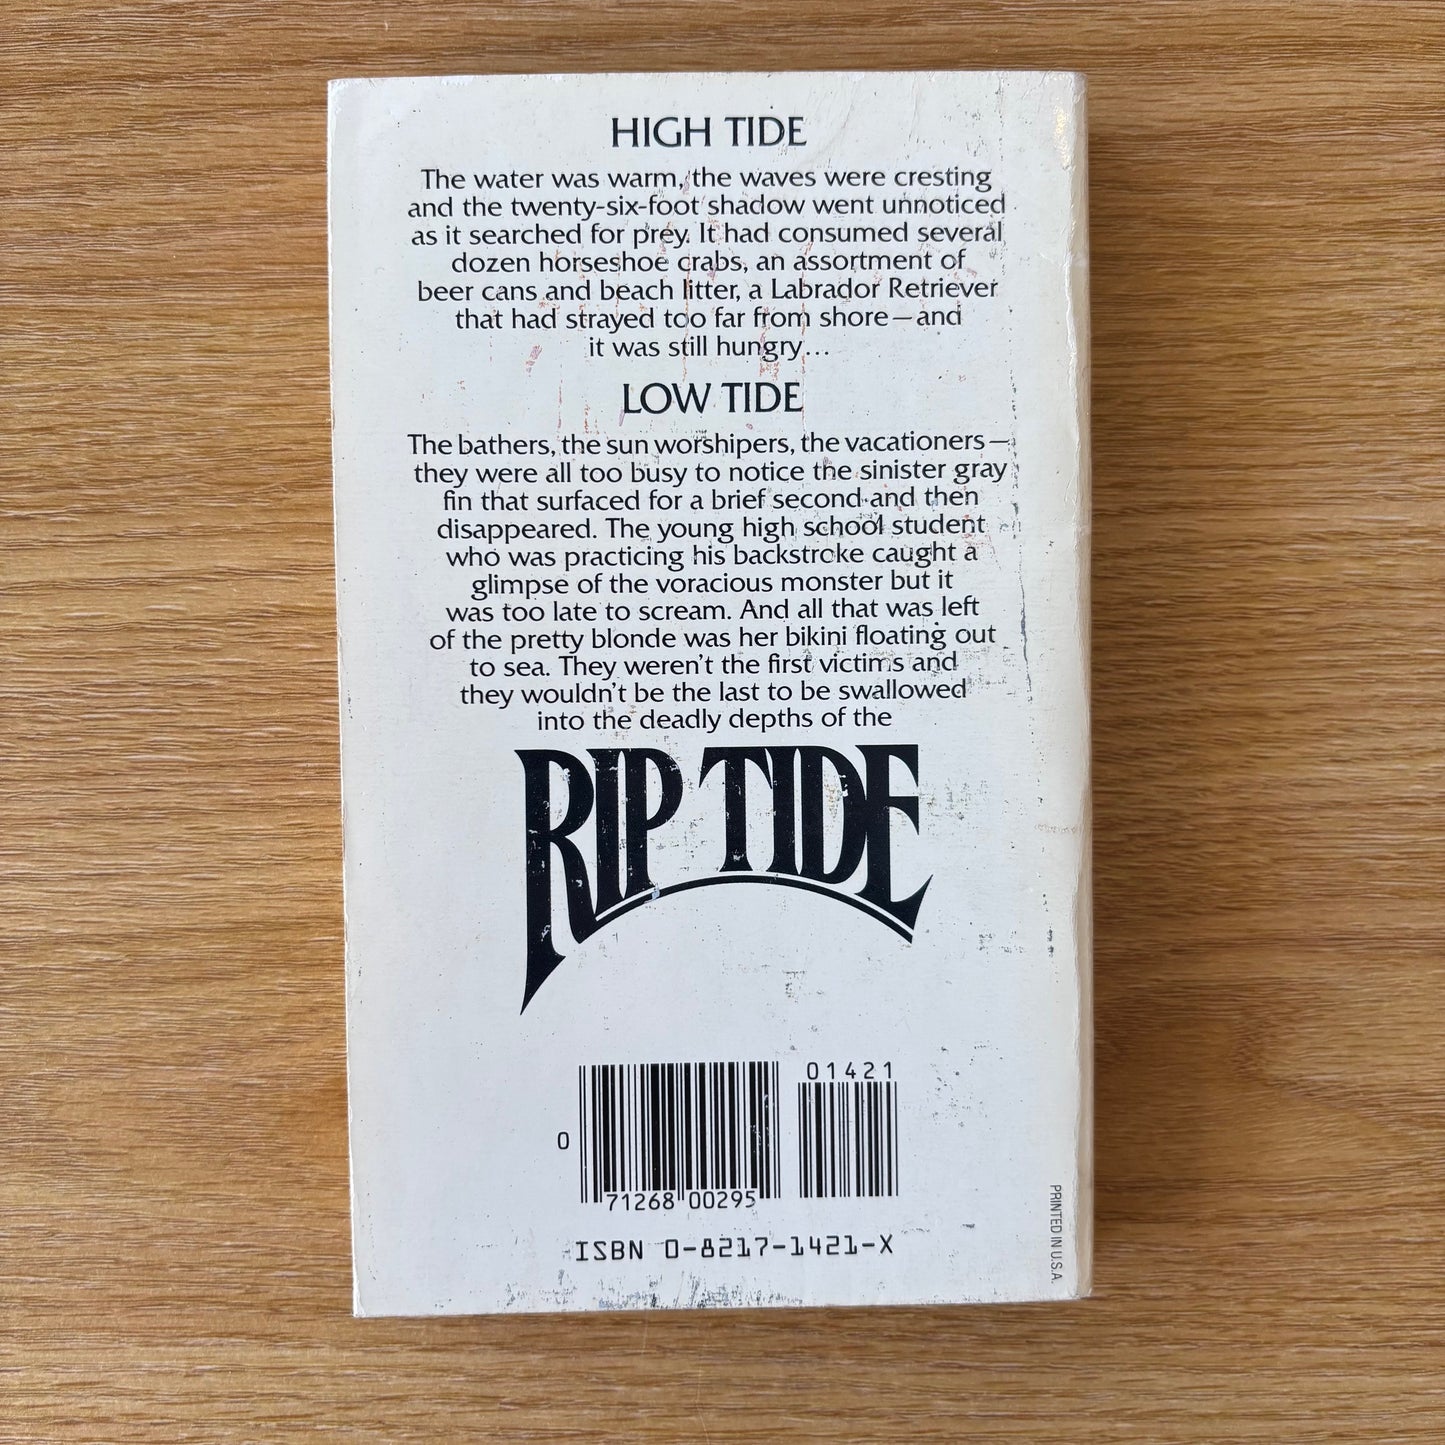 HIGH TIDE
The water was warm, the waves were cresting
and the twenty-six-foot shadow went unnoticed
as it searched for prey. It had consumed several
dozen horseshoe crabs, an assortment of
beer cans and beach litter, a Labrador Retriever
that had strayed too far from shore—and
it was still hungry...
LOW TIDE
The bathers, the sun worshipers, the vacationers—
they were all too busy to notice the sinister gray
fin that surfaced for a brief second and then
disappeared. The young high school student
who was practicing his backstroke caught a
glimpse of the voracious monster but it
was too late to scream. And all that was left
of the pretty blonde was her bikini floating out
to sea. They weren't the first victims and
they wouldn't be the last to be swallowed
into the deadly depths of the
RIP TIDE
01421
0
71268 00295
ISBN 0-8217-1421-X
PRINTED IN U.S.A.